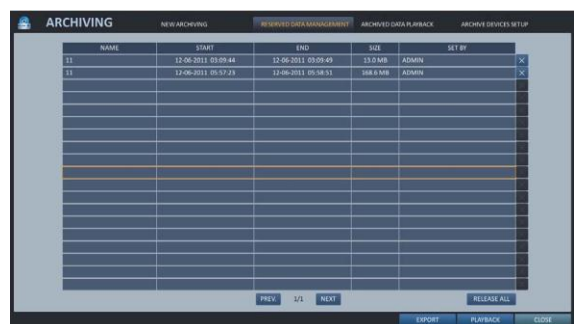 ARCHIVING NEW ARCHIVING RESERVED DATA MANAGEMENT ARCHIVED DATA PLAYBACK ARCHIVE DEVICES SETUP
NAME START END SIZE SET BY
11 12-06-2011 03:09:44 12-06-2011 03:09:49 13.0 MB ADMIN X
11 12-06-2011 05:57:23 12-06-2011 05:58:51 168.6 MB ADMIN X
PREV. 1/1 NEXT RELEASE ALL
EXPORT PLAYBACK CLOSE